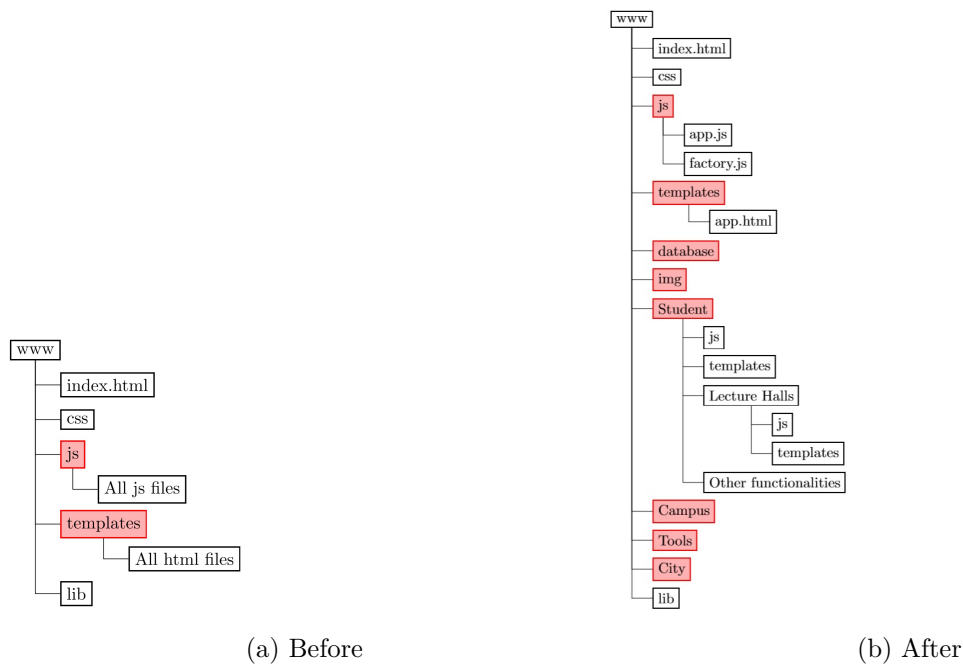 www
index.html
css
js
All js files
templates
All html files
lib
(a) Before
www
index.html
css
js
app.js
factory.js
templates
app.html
database
img
Student
js
templates
Lecture Halls
js
templates
Other functionalities
Campus
Tools
City
lib
(b) After